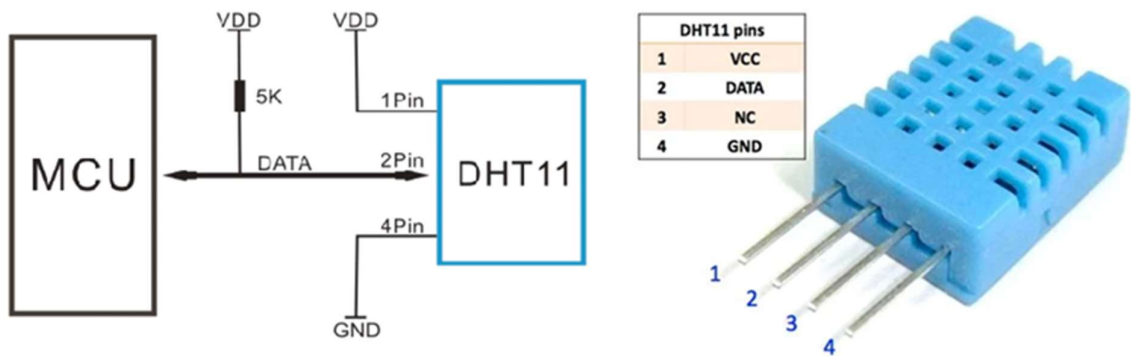 VDD
VDD
5K
1Pin
MCU
DATA
2Pin
DHT11
4Pin
GND
DHT11 pins
1 VCC
2 DATA
3 NC
4 GND
1
2
3
4